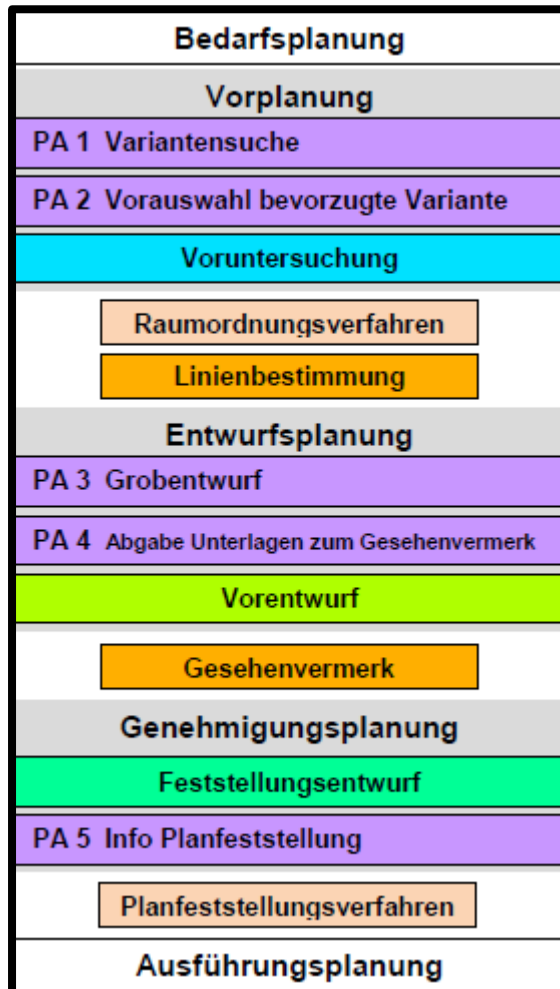 Bedarfsplanung
Vorplanung
PA 1 Variantensuche
PA 2 Vorauswahl bevorzugte Variante
Voruntersuchung
Raumordnungsverfahren
Linienbestimmung
Entwurfsplanung
PA 3 Grobentwurf
PA 4 Abgabe Unterlagen zum Gesehenvermerk
Vorentwurf
Gesehenvermerk
Genehmigungsplanung
Feststellungsentwurf
PA 5 Info Planfeststellung
Planfeststellungsverfahren
Ausführungsplanung